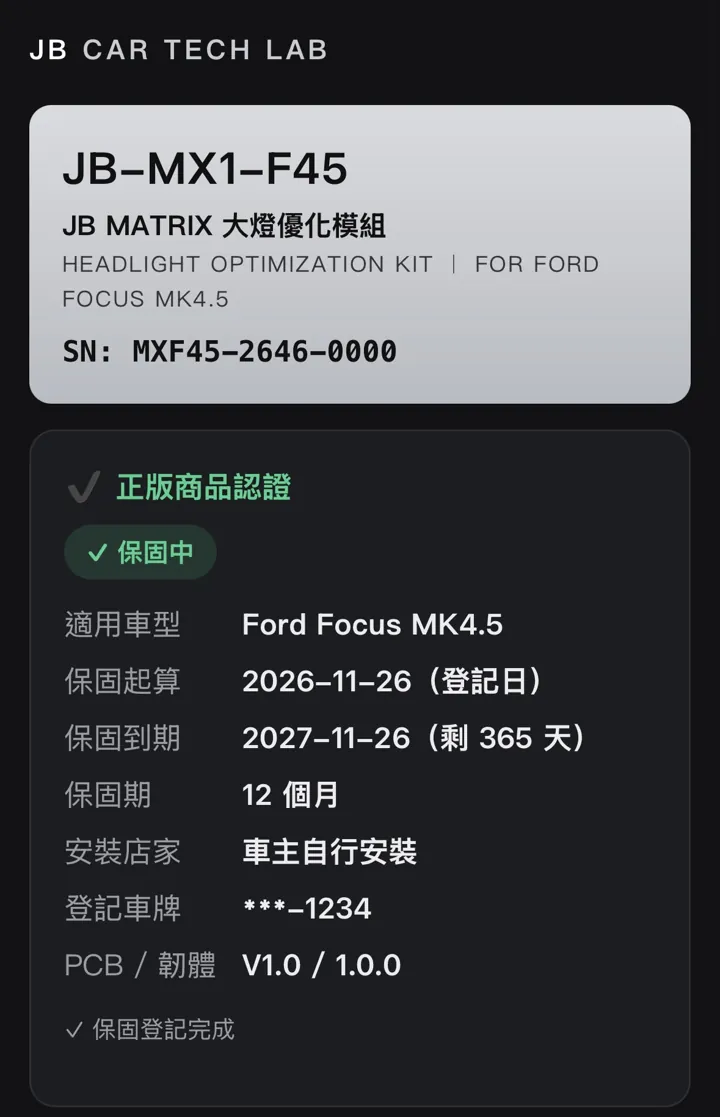 JB CAR TECH LAB
JB-MX1-F45
JB MATRIX 大燈優化模組
HEADLIGHT OPTIMIZATION KIT | FOR FORD
FOCUS MK4.5
SN: MXF45-2646-0000
✓ 正版商品認證
✓ 保固中
適用車型 Ford Focus MK4.5
保固起算 2026-11-26（登記日）
保固到期 2027-11-26（剩 365 天）
保固期 12 個月
安裝店家 車主自行安裝
登記車牌 ***-1234
PCB / 韌體 V1.0 / 1.0.0
✓ 保固登記完成